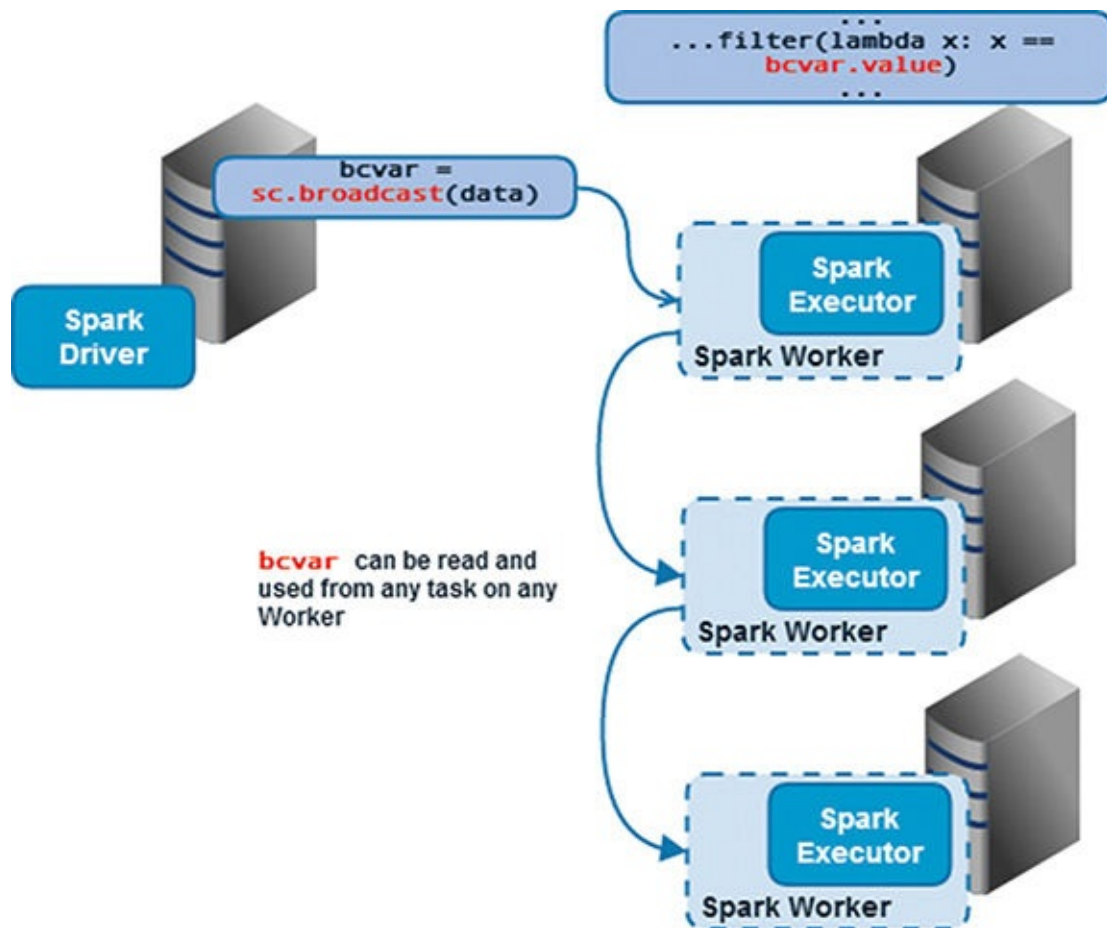 ...
...filter(lambda x: x ==
bcvar.value)
...
bcvar =
sc.broadcast(data)
Spark
Driver
Spark
Executor
Spark Worker
bcvar can be read and
used from any task on any
Worker
Spark
Executor
Spark Worker
Spark
Executor
Spark Worker